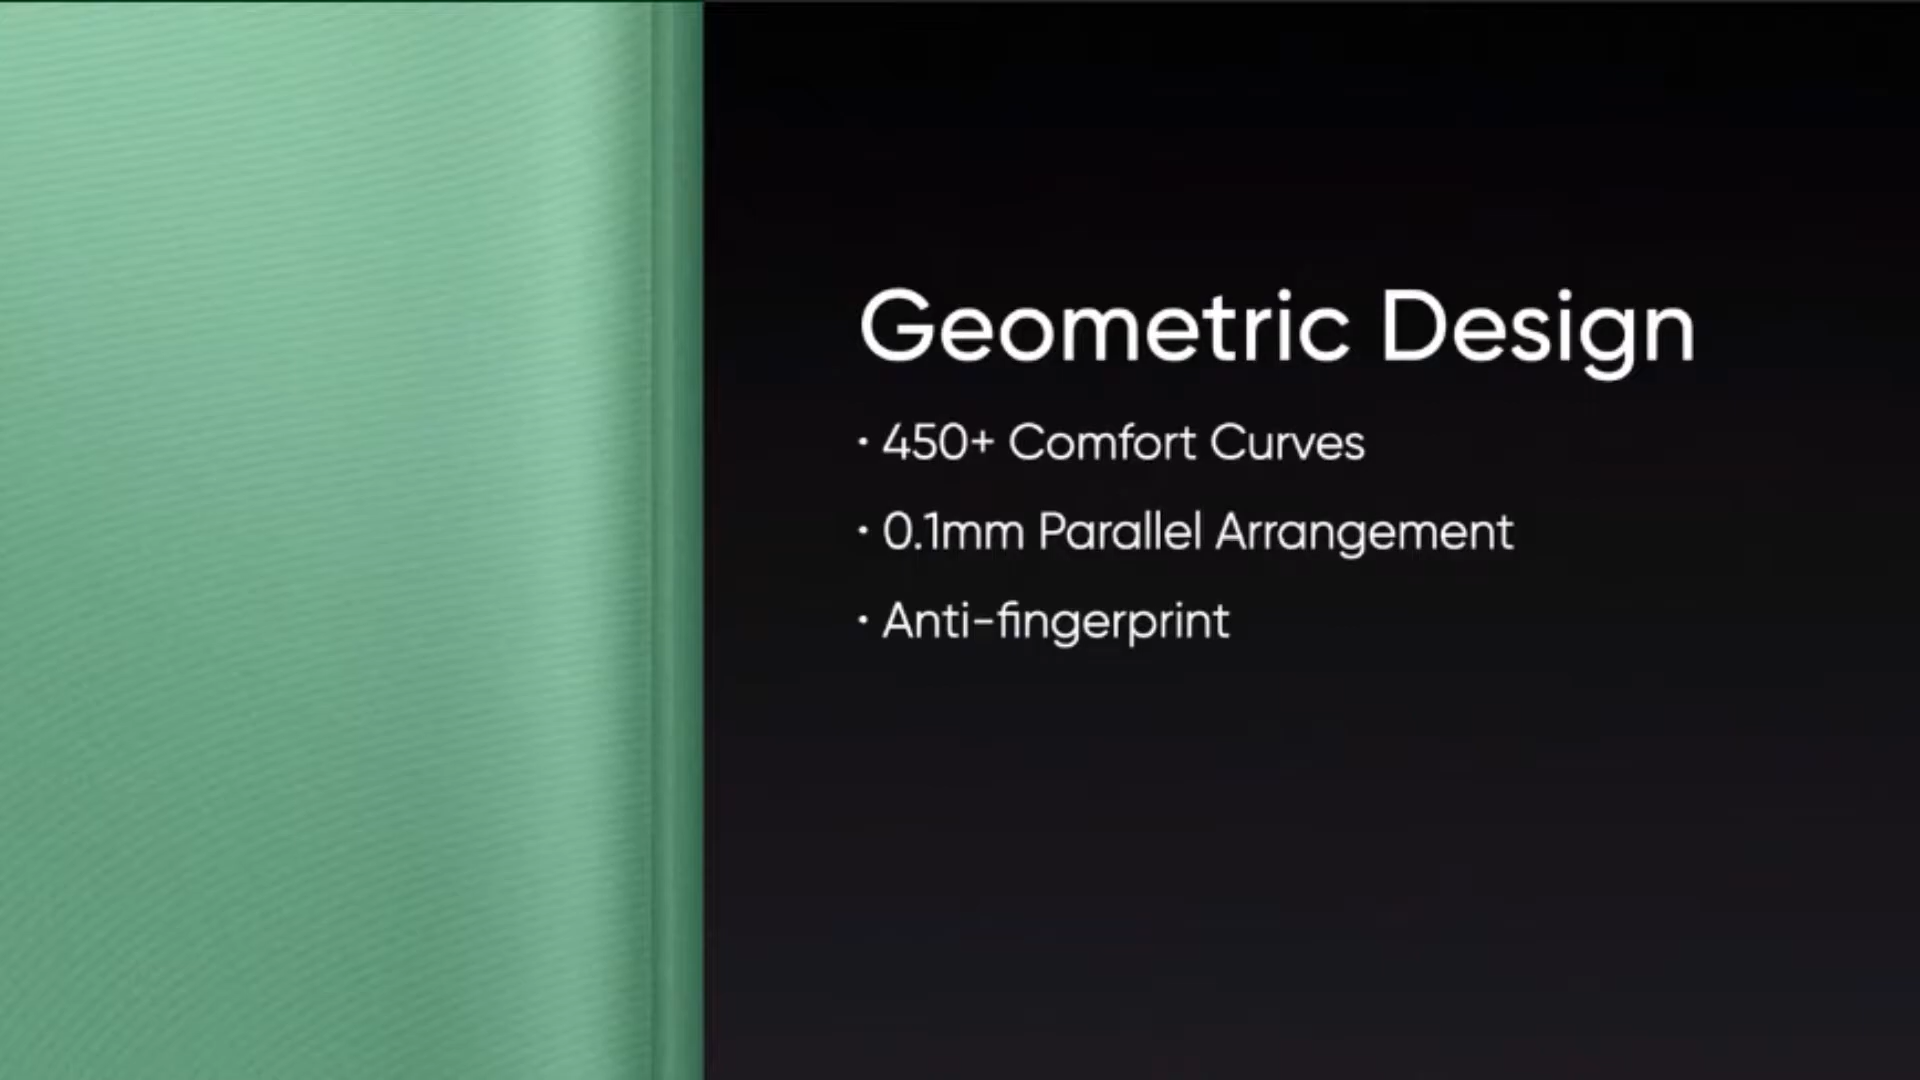 Geometric Design
· 450+ Comfort Curves
· 0.1mm Parallel Arrangement
· Anti-fingerprint